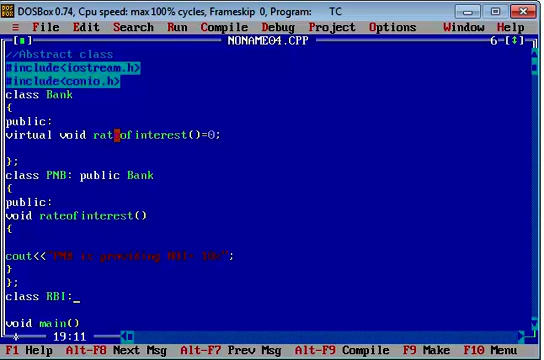 DOSBox 0.74, Cpu speed: max 100% cycles, Frameskip 0, Program: TC
≡ File Edit Search Run Compile Debug Project Options Window Help
[■] NONAME04.CPP 6=[↕]
//Abstract class
#include<iostream.h>
#include<conio.h>
class Bank
{
public:
virtual void rateofinterest()=0;
};
class PNB: public Bank
{
public:
void rateofinterest()
{
cout<<"PNB is providing ROI: ";
}
};
class RBI:_
void main()
19:11
F1 Help Alt-F8 Next Msg Alt-F7 Prev Msg Alt-F9 Compile F9 Make F10 Menu